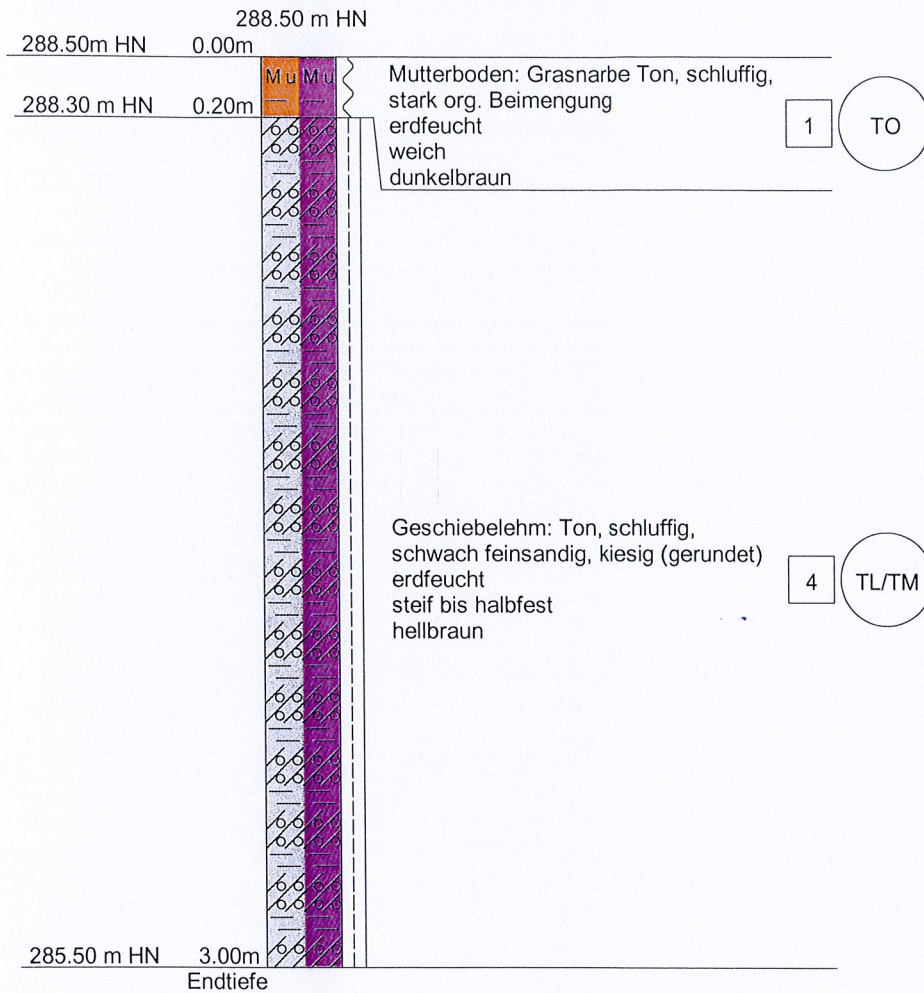 288.50 m HN
288.50m HN 0.00m
Mu Mu
Mutterboden: Grasnarbe Ton, schluffig,
stark org. Beimengung
erdfeucht
weich
dunkelbraun
1 TO
288.30 m HN 0.20m
Geschiebelehm: Ton, schluffig,
schwach feinsandig, kiesig (gerundet)
erdfeucht
steif bis halbfest
hellbraun
4 TL/TM
285.50 m HN 3.00m
Endtiefe